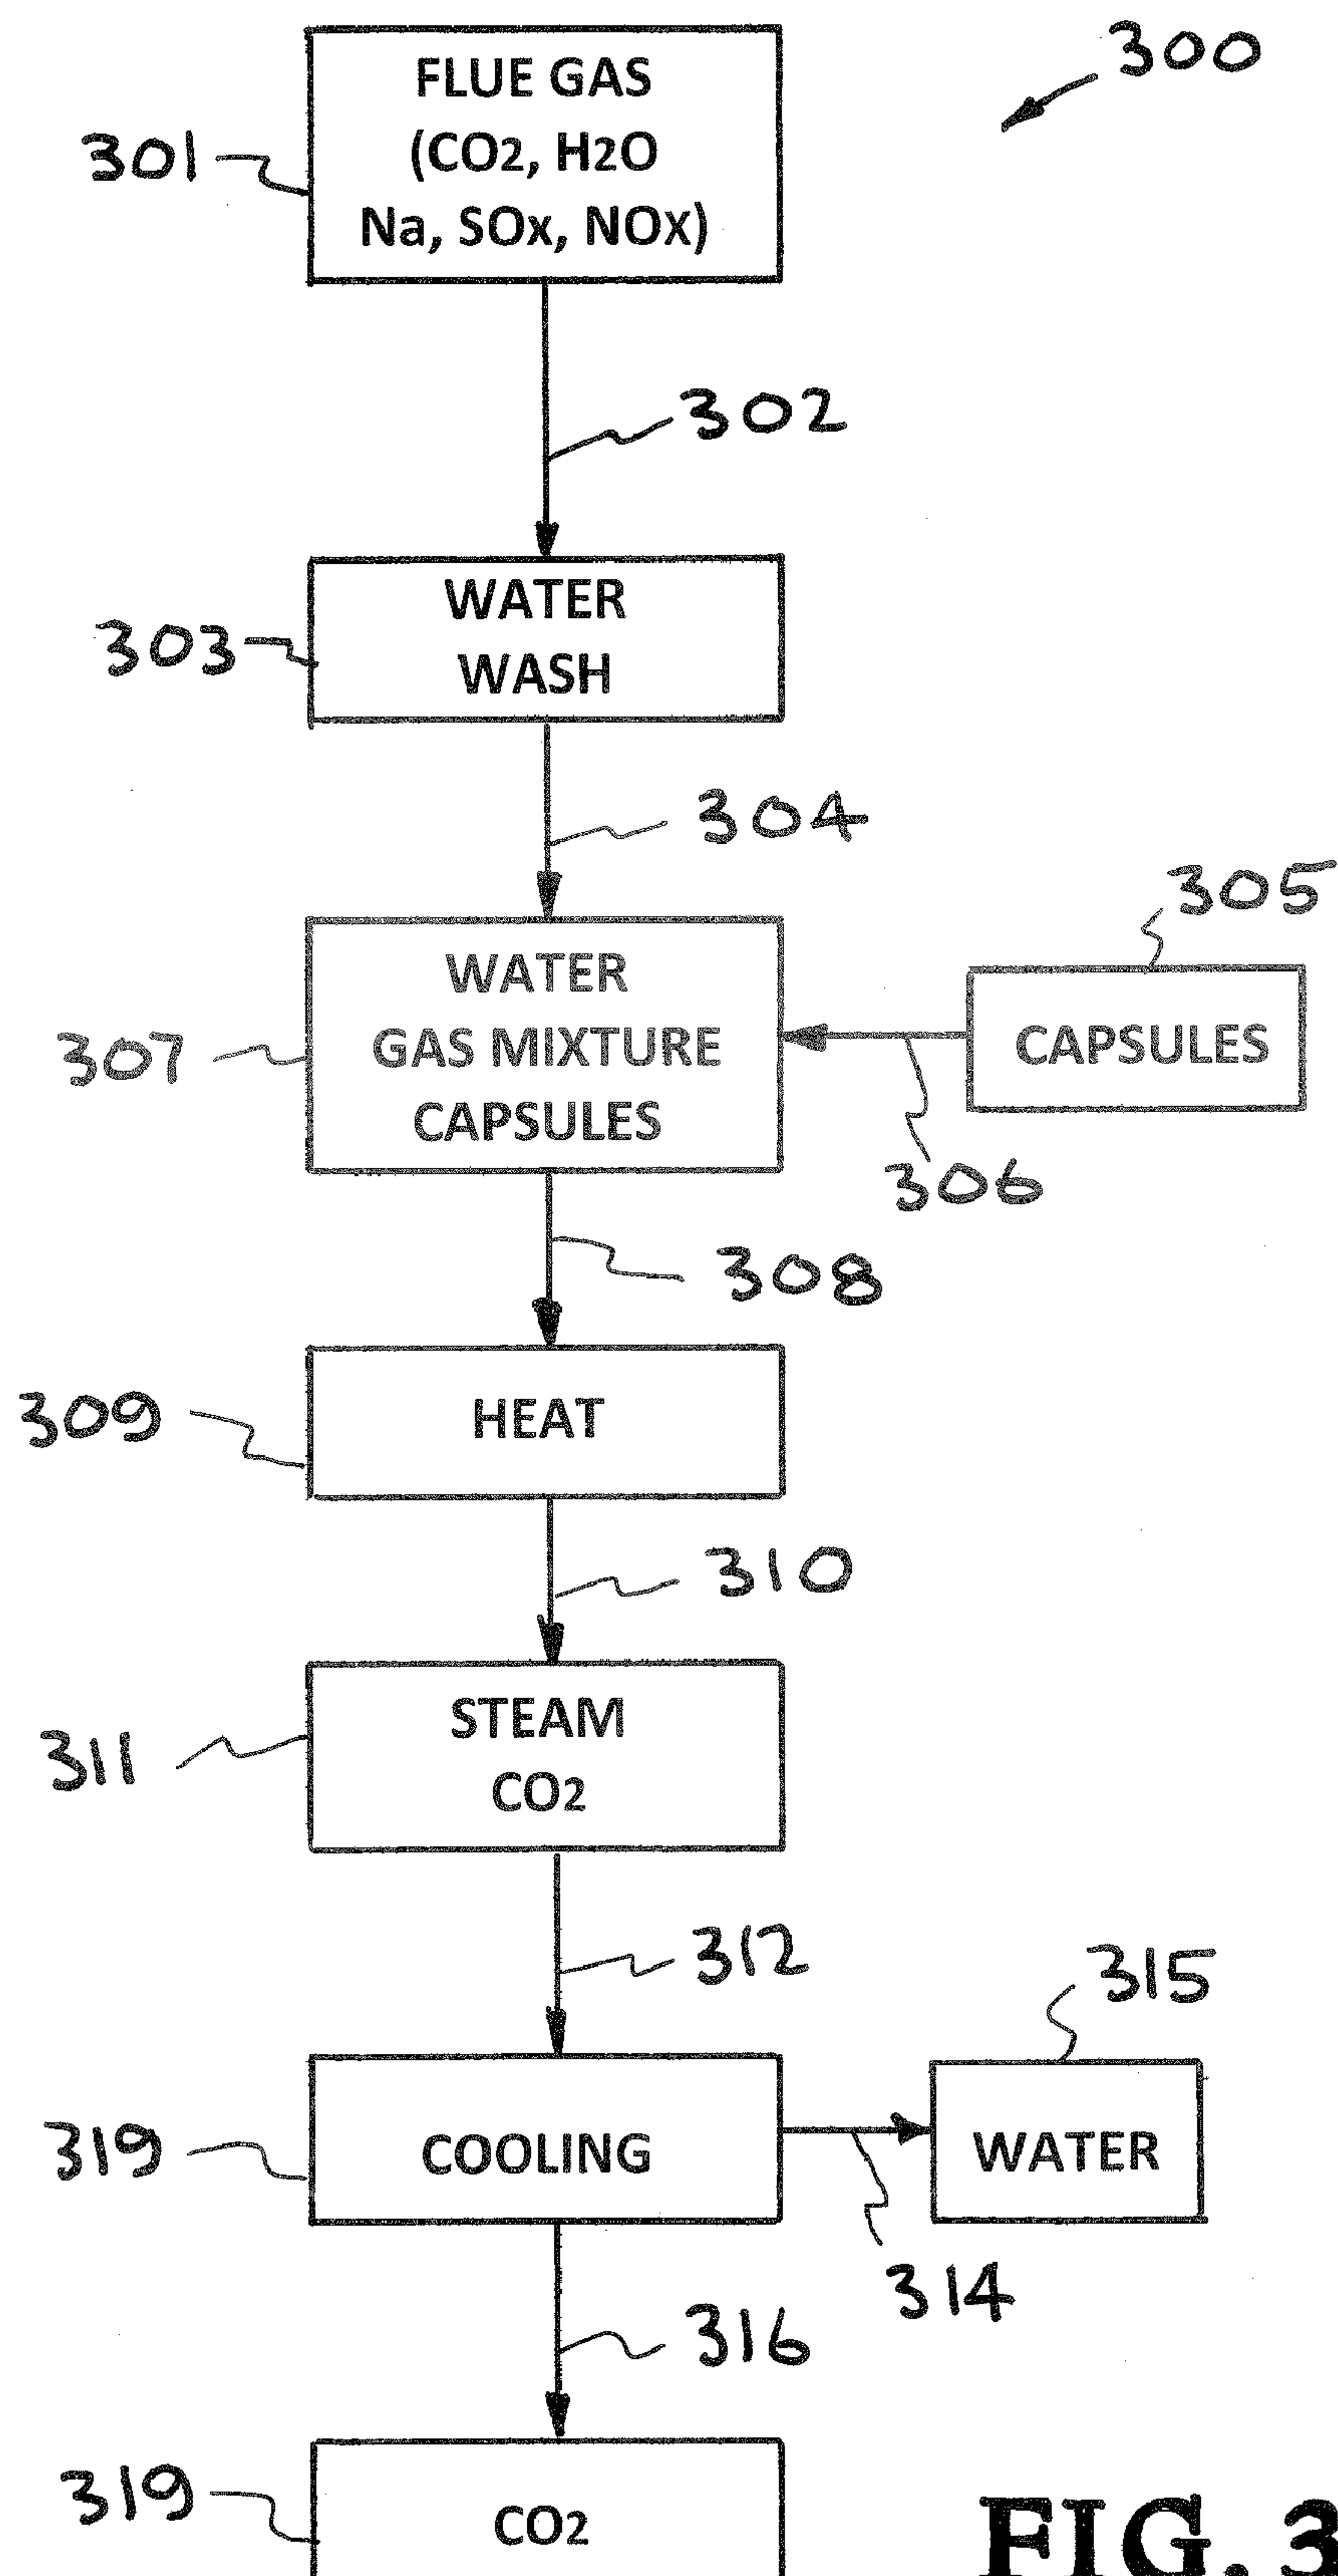 300
FLUE GAS
(CO2, H2O
Na, SOx, NOX)
301
302
WATER
WASH
303
304
305
WATER
GAS MIXTURE
CAPSULES
CAPSULES
307
306
308
HEAT
309
310
STEAM
CO2
311
312
315
COOLING
WATER
319
314
316
CO2
319
FIG. 3